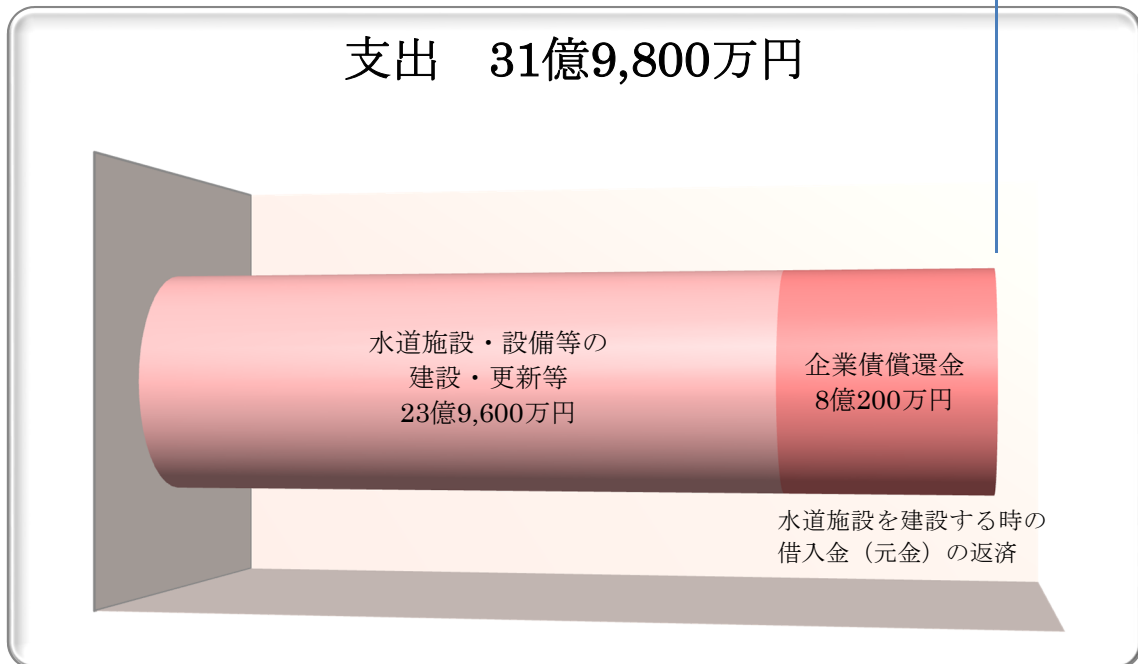 支出　31億9,800万円
水道施設・設備等の
建設・更新等
23億9,600万円
企業債償還金
8億200万円
水道施設を建設する時の
借入金（元金）の返済